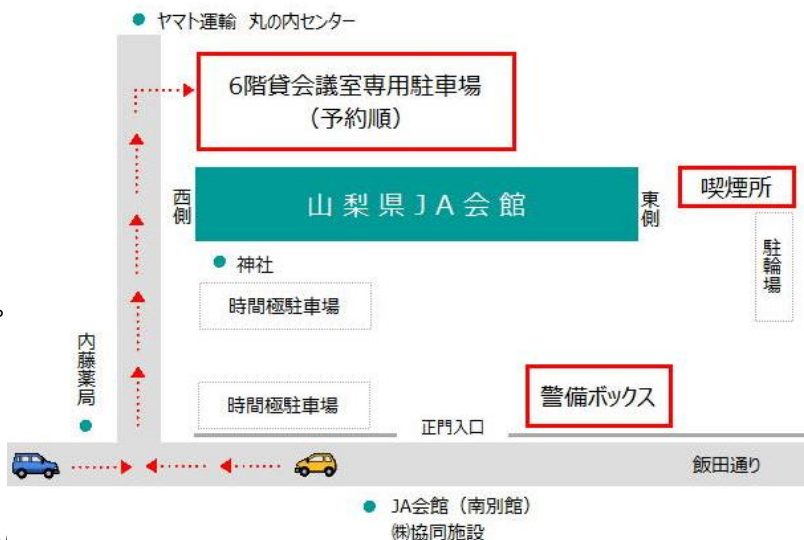 ヤマト運輸 丸の内センター
6階貸会議室専用駐車場
(予約順)
西側
山梨県JA会館
東側
喫煙所
駐輪場
神社
時間極駐車場
内藤薬局
時間極駐車場
正門入口
警備ボックス
飯田通り
JA会館(南別館)
㈱協同施設
。